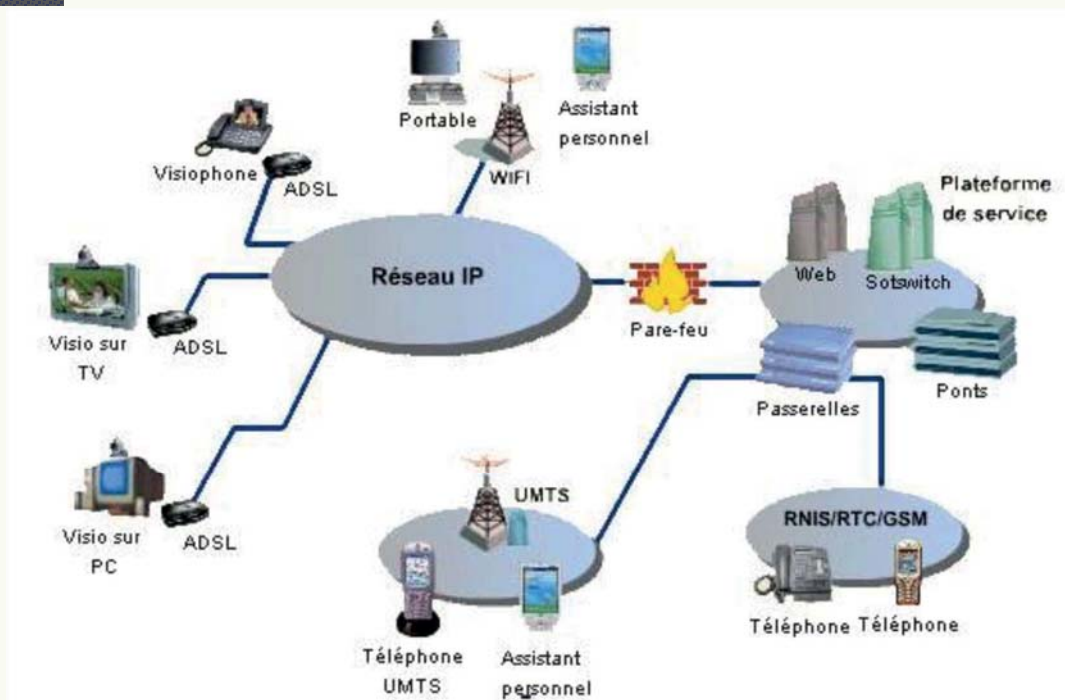 Portable
Assistant
personnel
WIFI
Visiophone
ADSL
Plateforme
de service
Web
Sotswitch
Réseau IP
Pare-feu
Visio sur
TV
ADSL
Passerelles
Ponts
Visio sur
PC
ADSL
UMTS
RNIS/RTC/GSM
Téléphone
UMTS
Assistant
personnel
Téléphone
Téléphone